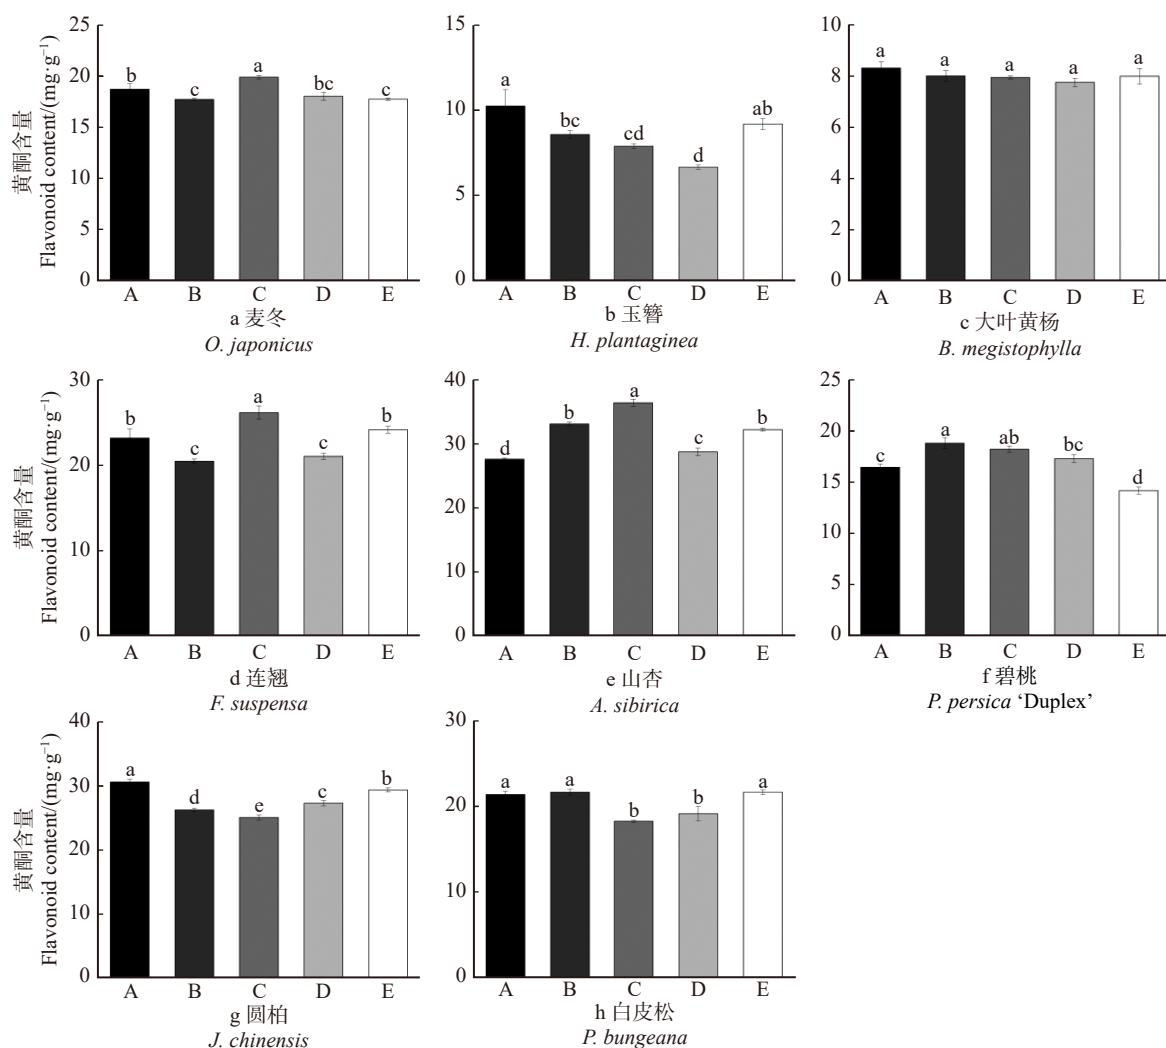 黄酮含量
Flavonoid content/(mg·g⁻¹)
25
20
15
10
5
0
b
c
a
bc
c
A B C D E
a 麦冬
O. japonicus
15
10
5
0
a
bc
cd
d
ab
A B C D E
b 玉簪
H. plantaginea
10
8
6
4
2
0
a
a
a
a
a
A B C D E
c 大叶黄杨
B. megistophylla
黄酮含量
Flavonoid content/(mg·g⁻¹)
30
20
10
0
b
c
a
c
b
A B C D E
d 连翘
F. suspensa
40
30
20
10
0
d
b
a
c
b
A B C D E
e 山杏
A. sibirica
25
20
15
10
5
0
c
a
ab
bc
d
A B C D E
f 碧桃
P. persica ‘Duplex’
黄酮含量
Flavonoid content/(mg·g⁻¹)
40
30
20
10
0
a
d
e
c
b
A B C D E
g 圆柏
J. chinensis
30
20
10
0
a
a
b
b
a
A B C D E
h 白皮松
P. bungeana